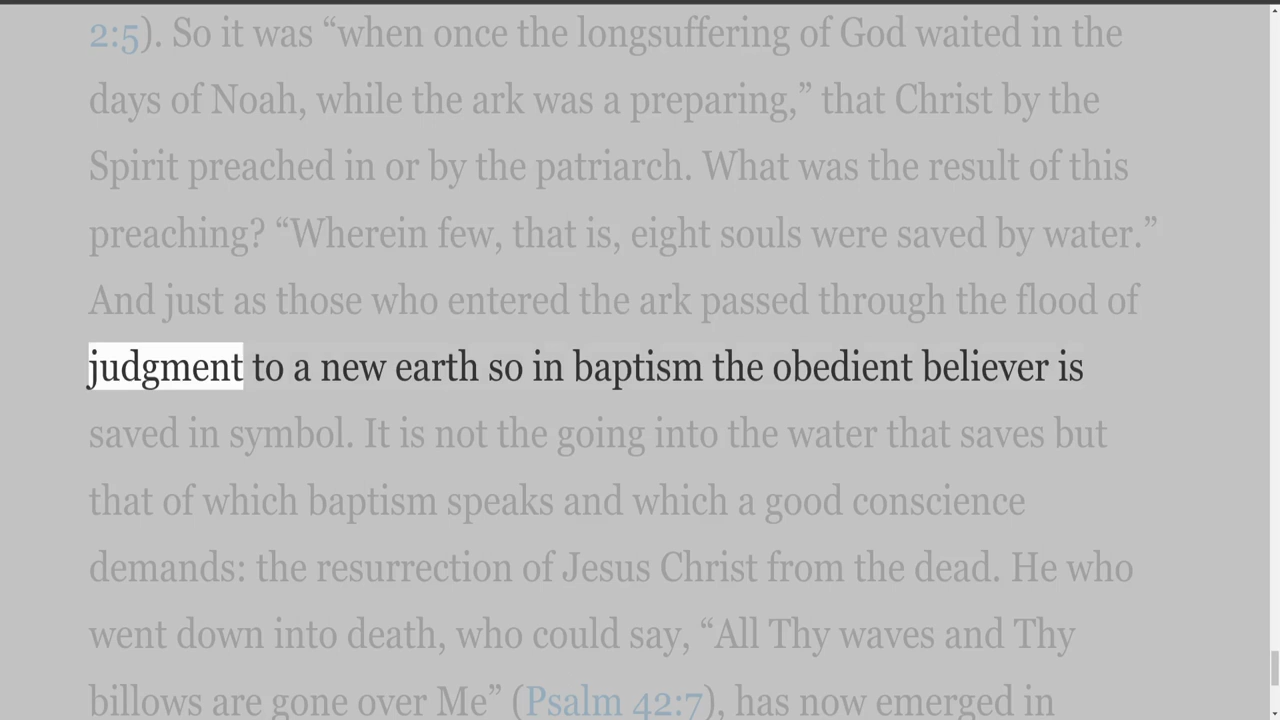 2:5). So it was “when once the longsuffering of God waited in the
days of Noah, while the ark was a preparing,” that Christ by the
Spirit preached in or by the patriarch. What was the result of this
preaching? “Wherein few, that is, eight souls were saved by water.”
And just as those who entered the ark passed through the flood of
judgment to a new earth so in baptism the obedient believer is
saved in symbol. It is not the going into the water that saves but
that of which baptism speaks and which a good conscience
demands: the resurrection of Jesus Christ from the dead. He who
went down into death, who could say, “All Thy waves and Thy
billows are gone over Me” (Psalm 42:7), has now emerged in